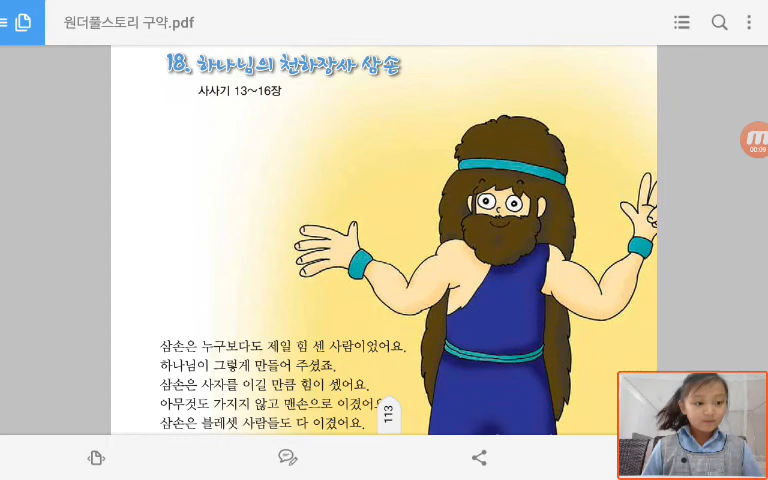 원더풀스토리 구약.pdf
00:09
18. 하나님의 천하장사 삼손
사사기 13~16장
삼손은 누구보다도 제일 힘 센 사람이었어요.
하나님이 그렇게 만들어 주셨죠.
삼손은 사자를 이길 만큼 힘이 셌어요.
아무것도 가지지 않고 맨손으로 이겼어
113
삼손은 블레셋 사람들도 다 이겼어요.